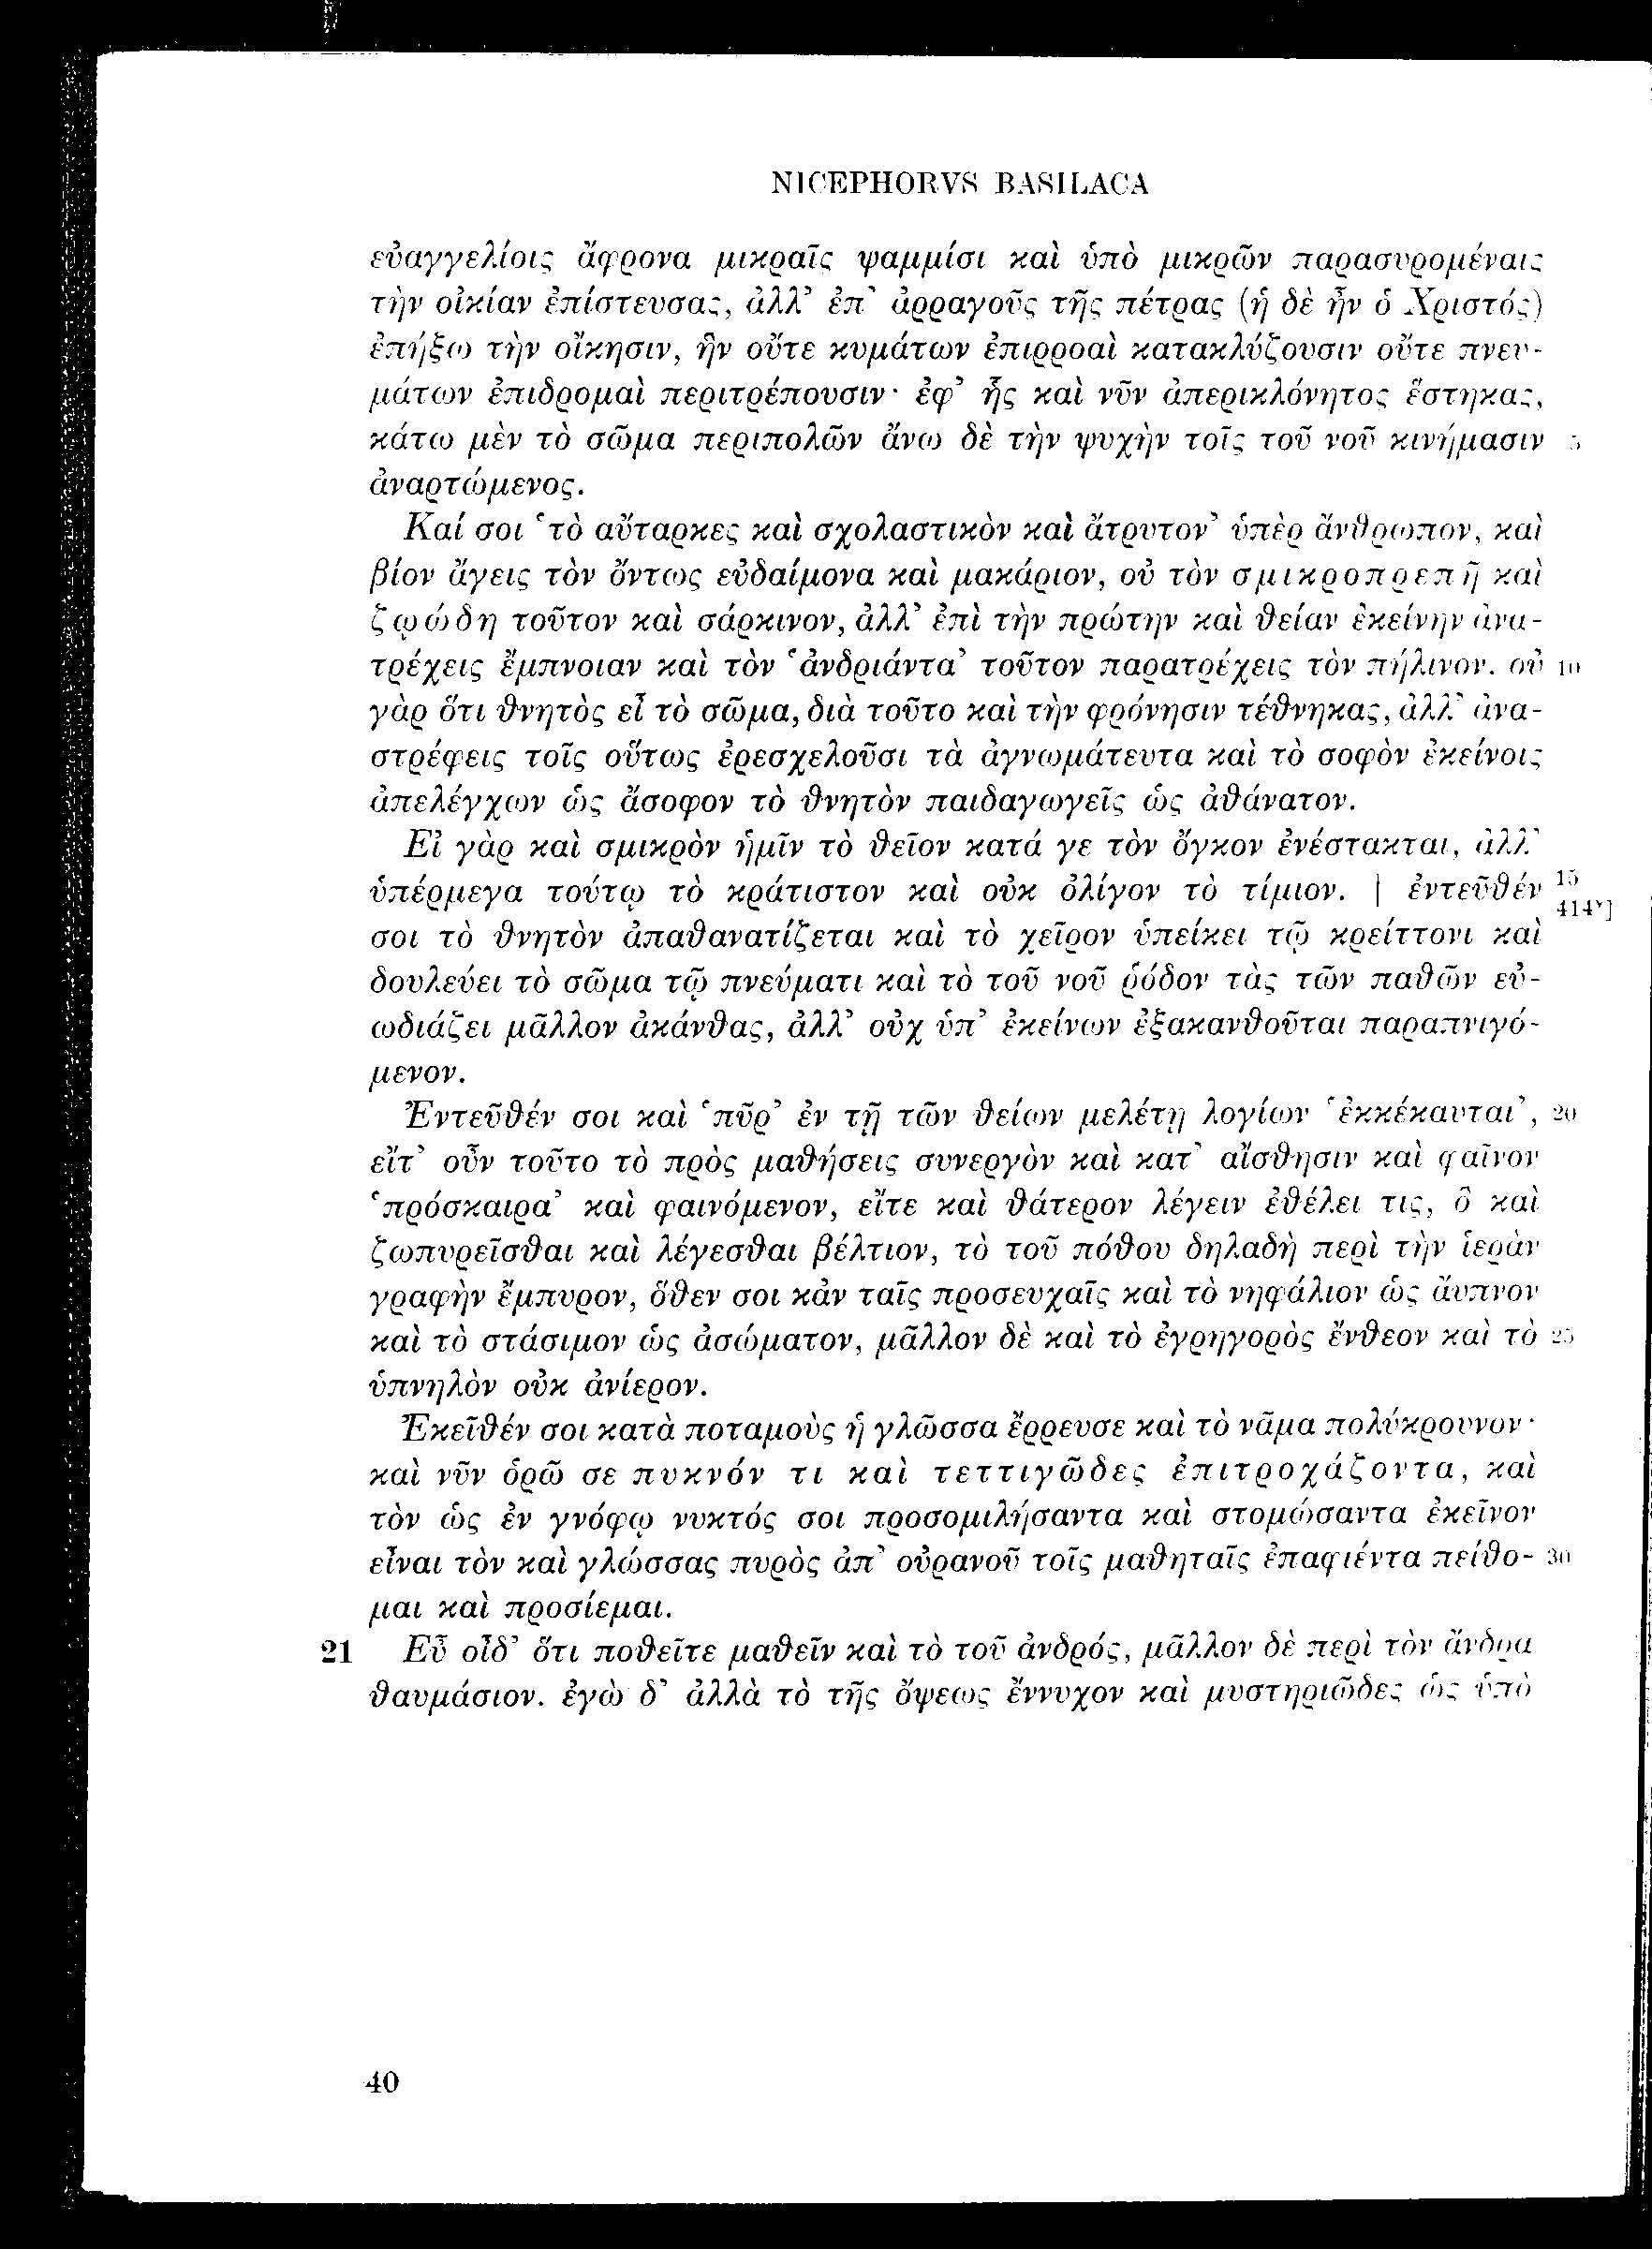 NICEPHORVS BASILACA
εὐαγγελίοις ἄφρονα μικραῖς ψαμμίσι καὶ ὑπὸ μικρῶν παρασυρομέναις
τὴν οἰκίαν ἐπίστευσας, ἀλλ’ ἐπ’ ἀρραγοῦς τῆς πέτρας (ἡ δὲ ἦν ὁ Χριστός)
ἐπήξω τὴν οἴκησιν, ἣν οὔτε κυμάτων ἐπιρροαὶ κατακλύζουσιν οὔτε πνευ-
μάτων ἐπιδρομαὶ περιτρέπουσιν· ἐφ’ ἧς καὶ νῦν ἀπερικλόνητος ἕστηκας,
κάτω μὲν τὸ σῶμα περιπολῶν ἄνω δὲ τὴν ψυχὴν τοῖς τοῦ νοῦ κινήμασιν 5
ἀναρτώμενος.
Καί σοι ‘τὸ αὔταρκες καὶ σχολαστικὸν καὶ ἄτρυτον’ ὑπὲρ ἄνθρωπον, καὶ
βίον ἄγεις τὸν ὄντως εὐδαίμονα καὶ μακάριον, οὐ τὸν σμικροπρεπῆ καὶ
ζῳώδη τοῦτον καὶ σάρκινον, ἀλλ’ ἐπὶ τὴν πρώτην καὶ θείαν ἐκείνην ἀνα-
τρέχεις ἔμπνοιαν καὶ τὸν ‘ἀνδριάντα’ τοῦτον παρατρέχεις τὸν πήλινον. οὐ 10
γὰρ ὅτι θνητὸς εἶ τὸ σῶμα, διὰ τοῦτο καὶ τὴν φρόνησιν τέθνηκας, ἀλλ’ ἀνα-
στρέφεις τοῖς οὕτως ἐρεσχελοῦσι τὰ ἀγνωμάτευτα καὶ τὸ σοφὸν ἐκείνοις
ἀπελέγχων ὡς ἄσοφον τὸ θνητὸν παιδαγωγεῖς ὡς ἀθάνατον.
Εἰ γὰρ καὶ σμικρὸν ἡμῖν τὸ θεῖον κατά γε τὸν ὄγκον ἐνέστακται, ἀλλ’
ὑπέρμεγα τούτῳ τὸ κράτιστον καὶ οὐκ ὀλίγον τὸ τίμιον. | ἐντεῦθέν 15
414ᵛ]
σοι τὸ θνητὸν ἀπαθανατίζεται καὶ τὸ χεῖρον ὑπείκει τῷ κρείττονι καὶ
δουλεύει τὸ σῶμα τῷ πνεύματι καὶ τὸ τοῦ νοῦ ῥόδον τὰς τῶν παθῶν εὐ-
ωδιάζει μᾶλλον ἀκάνθας, ἀλλ’ οὐχ ὑπ’ ἐκείνων ἐξακανθοῦται παραπνιγό-
μενον.
Ἐντεῦθέν σοι καὶ ‘πῦρ’ ἐν τῇ τῶν θείων μελέτῃ λογίων ‘ἐκκέκαυται’, 20
εἴτ’ οὖν τοῦτο τὸ πρὸς μαθήσεις συνεργὸν καὶ κατ’ αἴσθησιν καὶ φαῖνον
‘πρόσκαιρα’ καὶ φαινόμενον, εἴτε καὶ θάτερον λέγειν ἐθέλει τις, ὃ καὶ
ζωπυρεῖσθαι καὶ λέγεσθαι βέλτιον, τὸ τοῦ πόθου δηλαδὴ περὶ τὴν ἱερὰν
γραφὴν ἔμπυρον, ὅθεν σοι κἀν ταῖς προσευχαῖς καὶ τὸ νηφάλιον ὡς ἄυπνον
καὶ τὸ στάσιμον ὡς ἀσώματον, μᾶλλον δὲ καὶ τὸ ἐγρηγορὸς ἔνθεον καὶ τὸ 25
ὑπνηλὸν οὐκ ἀνίερον.
Ἐκεῖθέν σοι κατὰ ποταμοὺς ἡ γλῶσσα ἔρρευσε καὶ τὸ νᾶμα πολύκρουνον·
καὶ νῦν ὁρῶ σε πυκνόν τι καὶ τεττιγῶδες ἐπιτροχάζοντα, καὶ
τὸν ὡς ἐν γνόφῳ νυκτός σοι προσομιλήσαντα καὶ στομώσαντα ἐκεῖνον
εἶναι τὸν καὶ γλώσσας πυρὸς ἀπ’ οὐρανοῦ τοῖς μαθηταῖς ἐπαφιέντα πείθο- 30
μαι καὶ προσίεμαι.
21 Εὖ οἶδ’ ὅτι ποθεῖτε μαθεῖν καὶ τὸ τοῦ ἀνδρός, μᾶλλον δὲ περὶ τὸν ἄνδρα
θαυμάσιον. ἐγὼ δ’ ἀλλὰ τὸ τῆς ὄψεως ἔννυχον καὶ μυστηριῶδες ὡς ὑπὸ
40